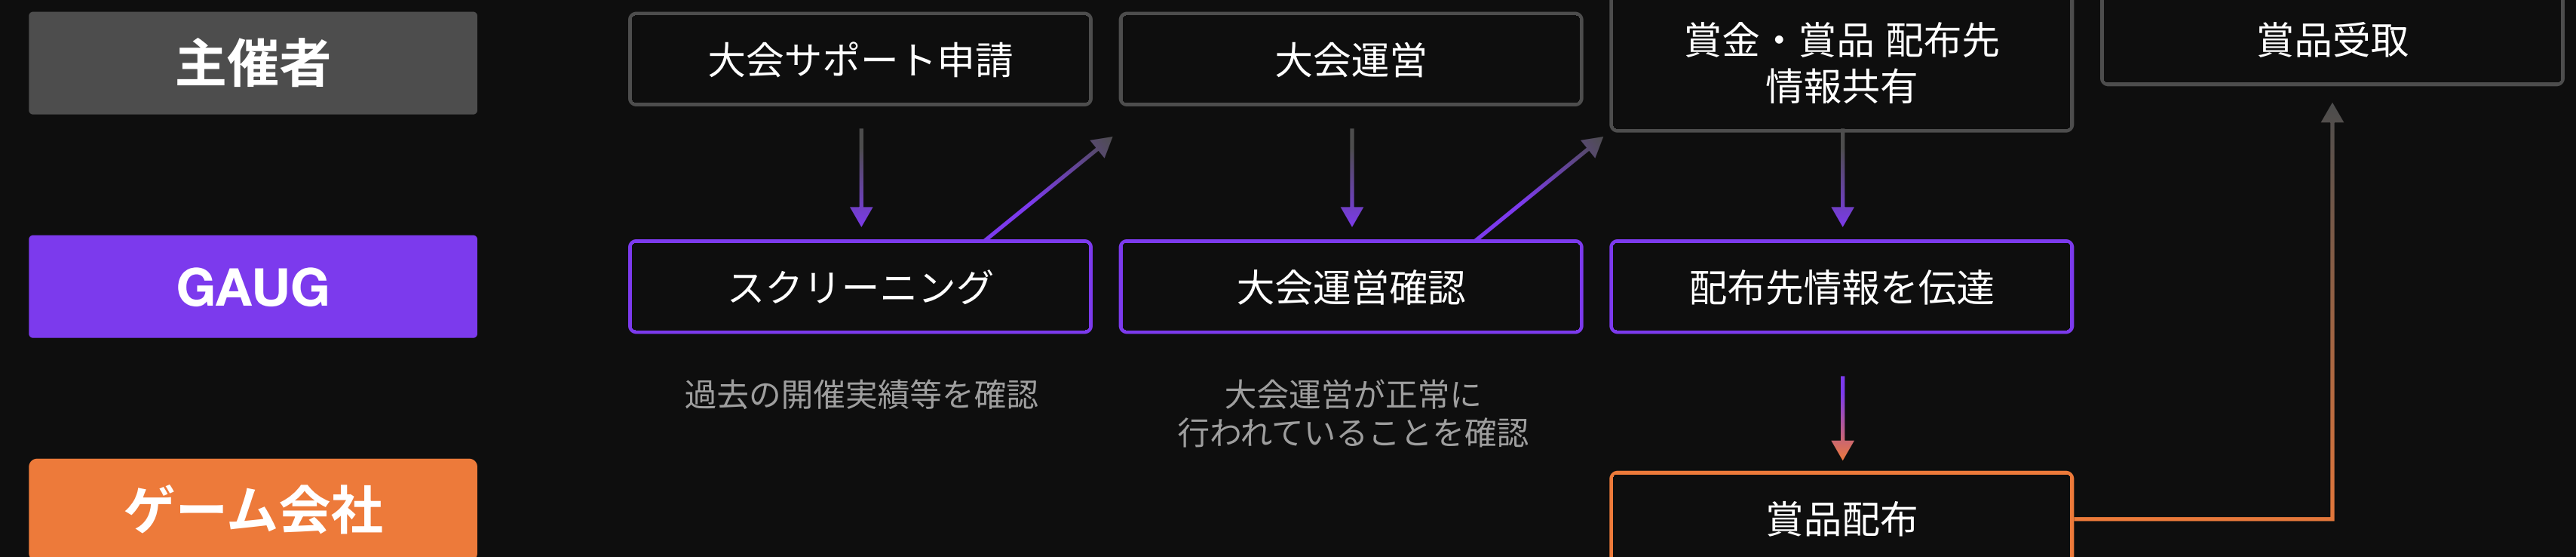 主催者
大会サポート申請
大会運営
賞金・賞品 配布先
情報共有
賞品受取
GAUG
スクリーニング
大会運営確認
配布先情報を伝達
過去の開催実績等を確認
大会運営が正常に
行われていることを確認
ゲーム会社
賞品配布